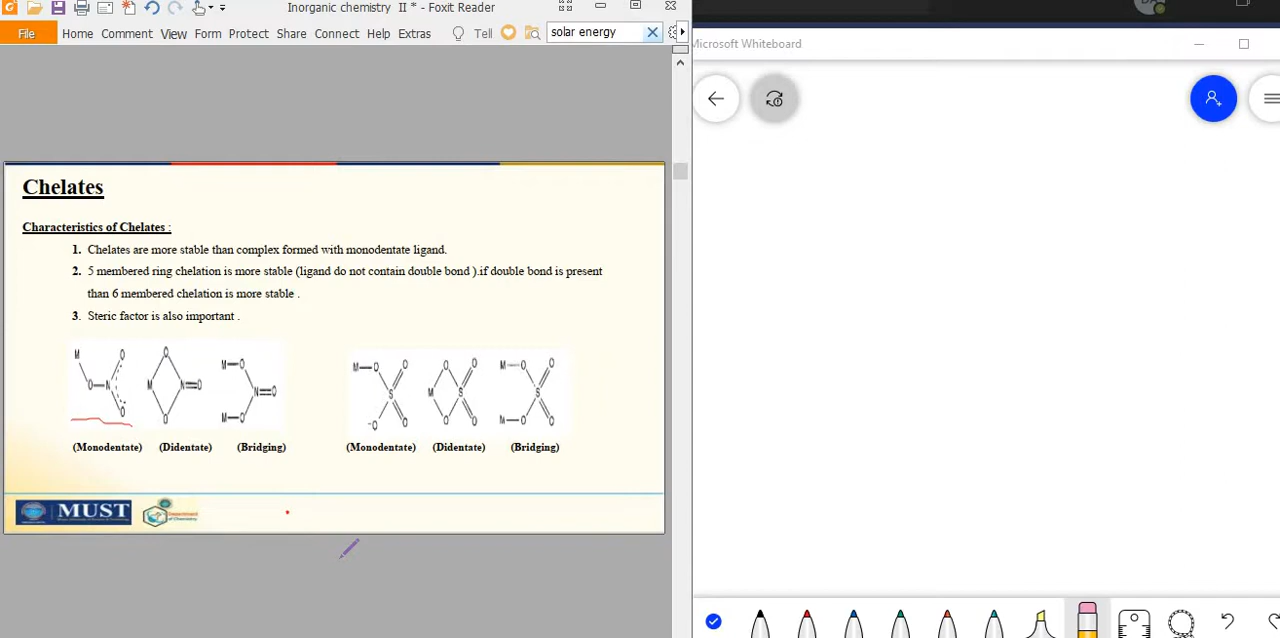 Inorganic chemistry II * - Foxit Reader
File Home Comment View Form Protect Share Connect Help Extras Tell solar energy
Microsoft Whiteboard
Chelates
Characteristics of Chelates :
1. Chelates are more stable than complex formed with monodentate ligand.
2. 5 membered ring chelation is more stable (ligand do not contain double bond ).if double bond is present
than 6 membered chelation is more stable .
3. Steric factor is also important .
M O N O O
M O O N O
M O M O N O
M O S O O -O
M O O S O O
M O M O S O O
(Monodentate) (Didentate) (Bridging) (Monodentate) (Didentate) (Bridging)
MUST
Department
of Chemistry